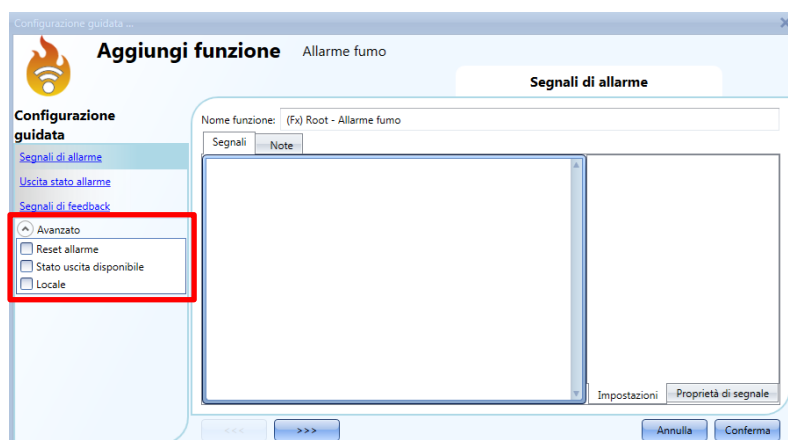 Configurazione guidata ...
Aggiungi funzione Allarme fumo
Segnali di allarme
Configurazione
guidata
Segnali di allarme
Uscita stato allarme
Segnali di feedback
Avanzato
Reset allarme
Stato uscita disponibile
Locale
Nome funzione: (Fx) Root - Allarme fumo
Segnali Note
Impostazioni Proprietà di segnale
<<< >>> Annulla Conferma